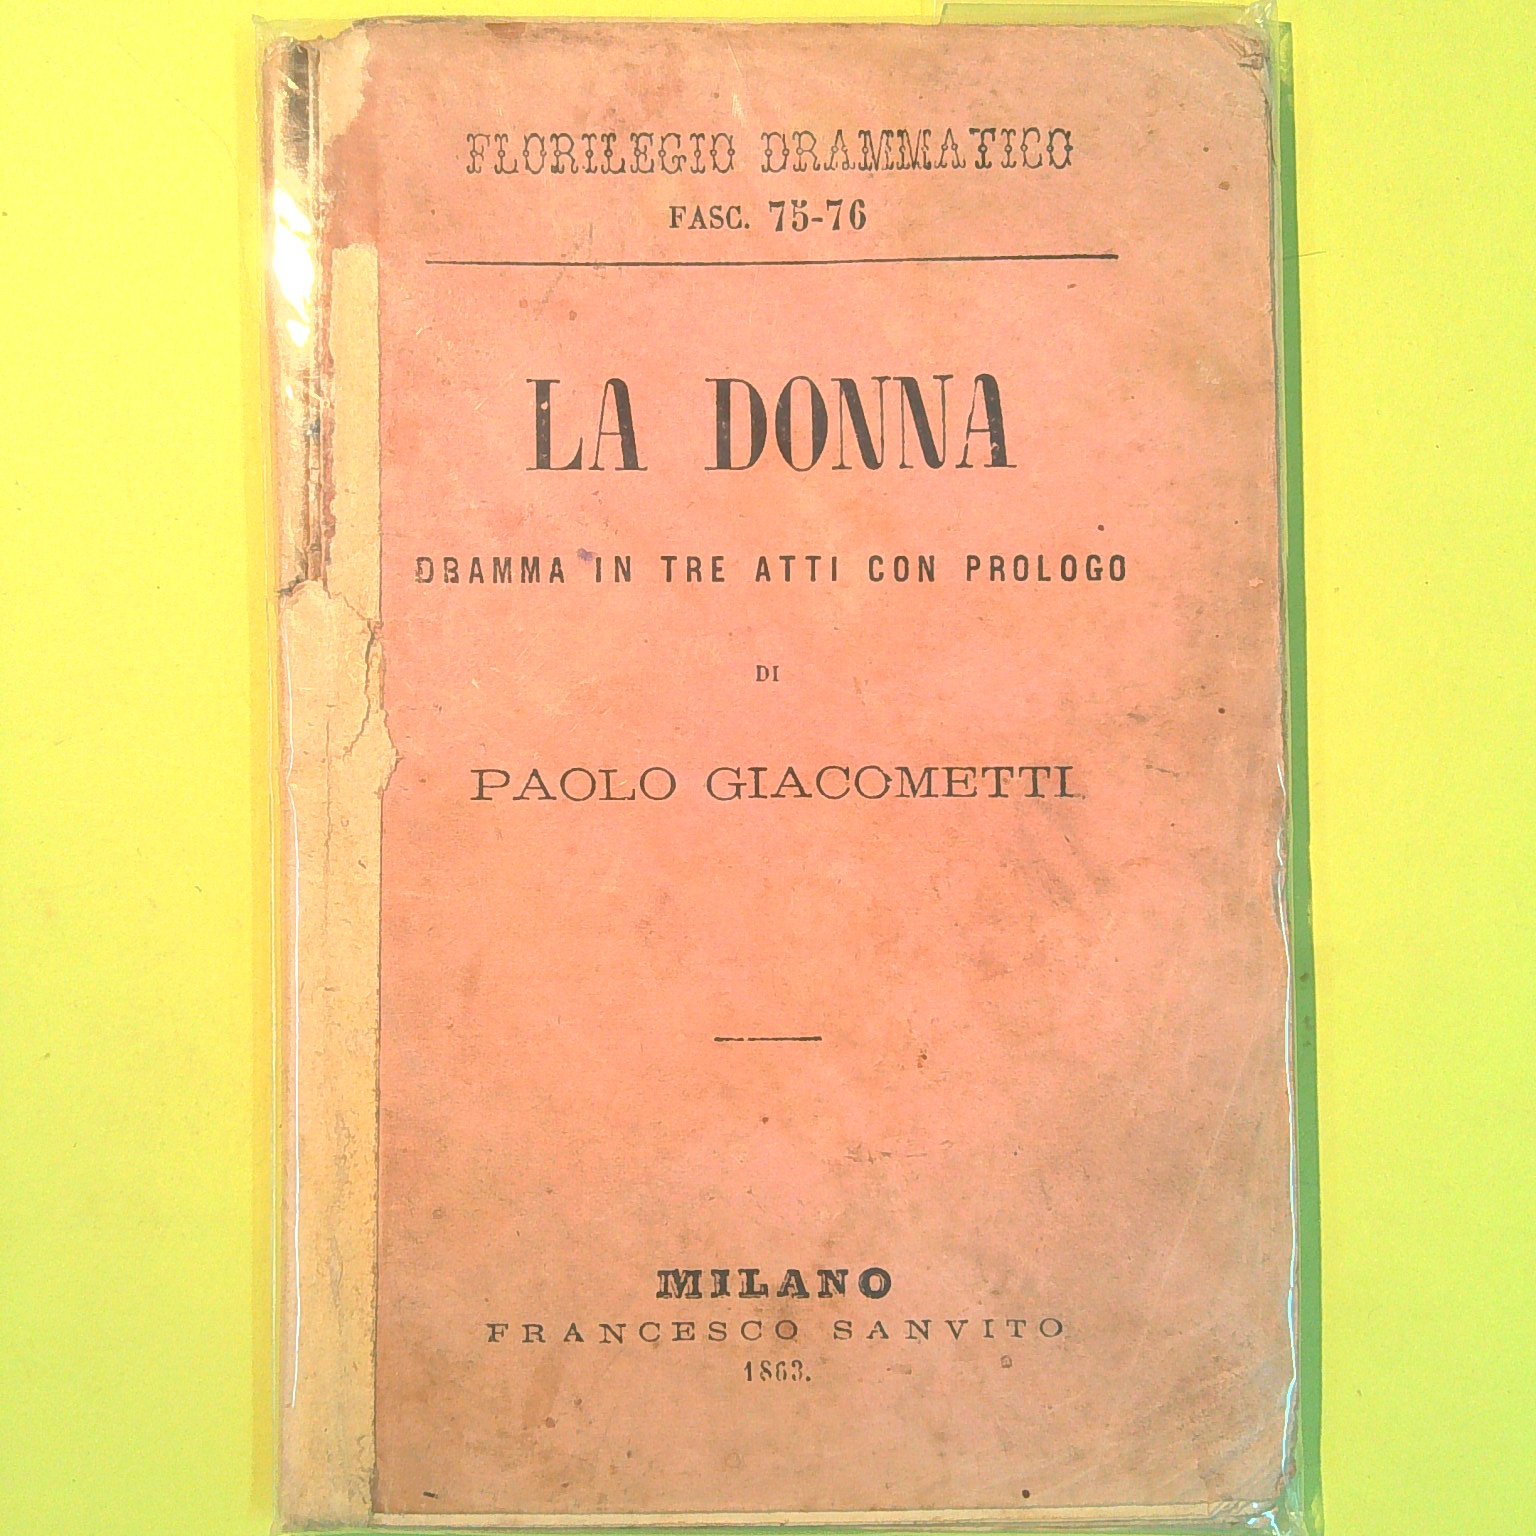 FLORILEGIO DRAMMATICO
FASC. 75-76
LA DONNA
DRAMMA IN TRE ATTI CON PROLOGO
DI
PAOLO GIACOMETTI
MILANO
FRANCESCO SANVITO
1863.